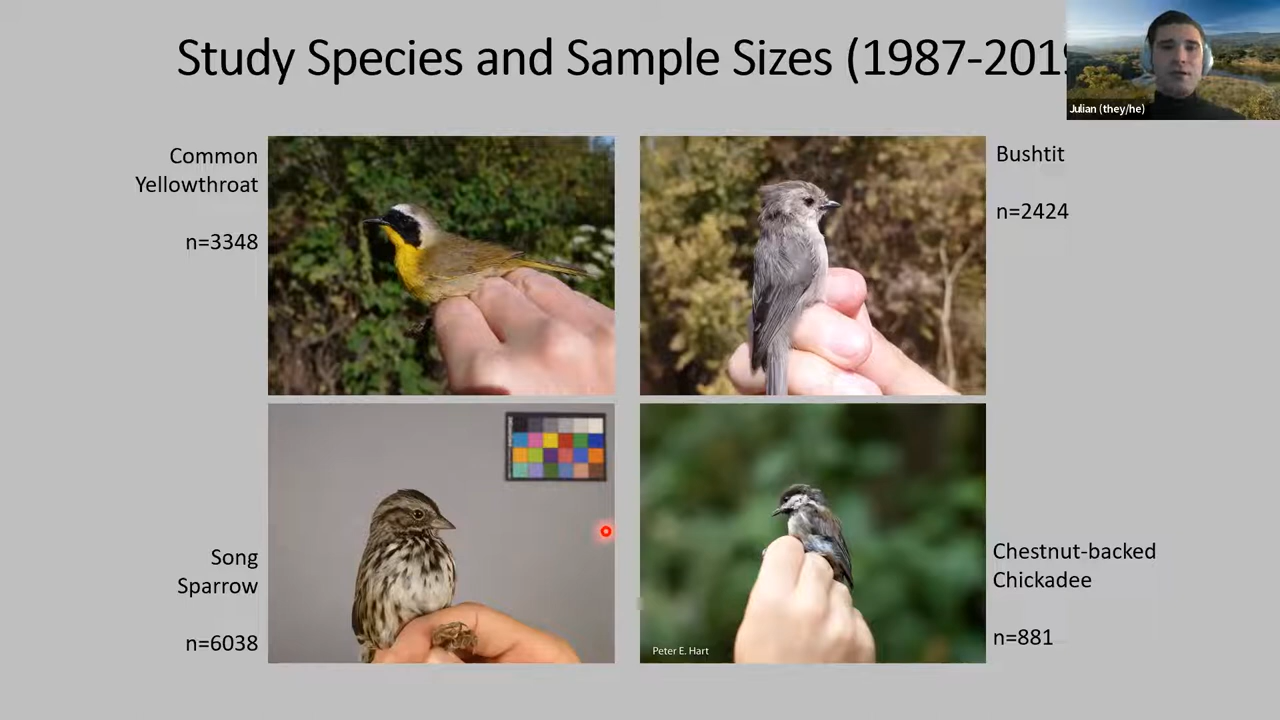 Study Species and Sample Sizes (1987-2019
Julian (they/he)
Common
Yellowthroat
n=3348
Bushtit
n=2424
Song
Sparrow
n=6038
Chestnut-backed
Chickadee
n=881
Peter E. Hart